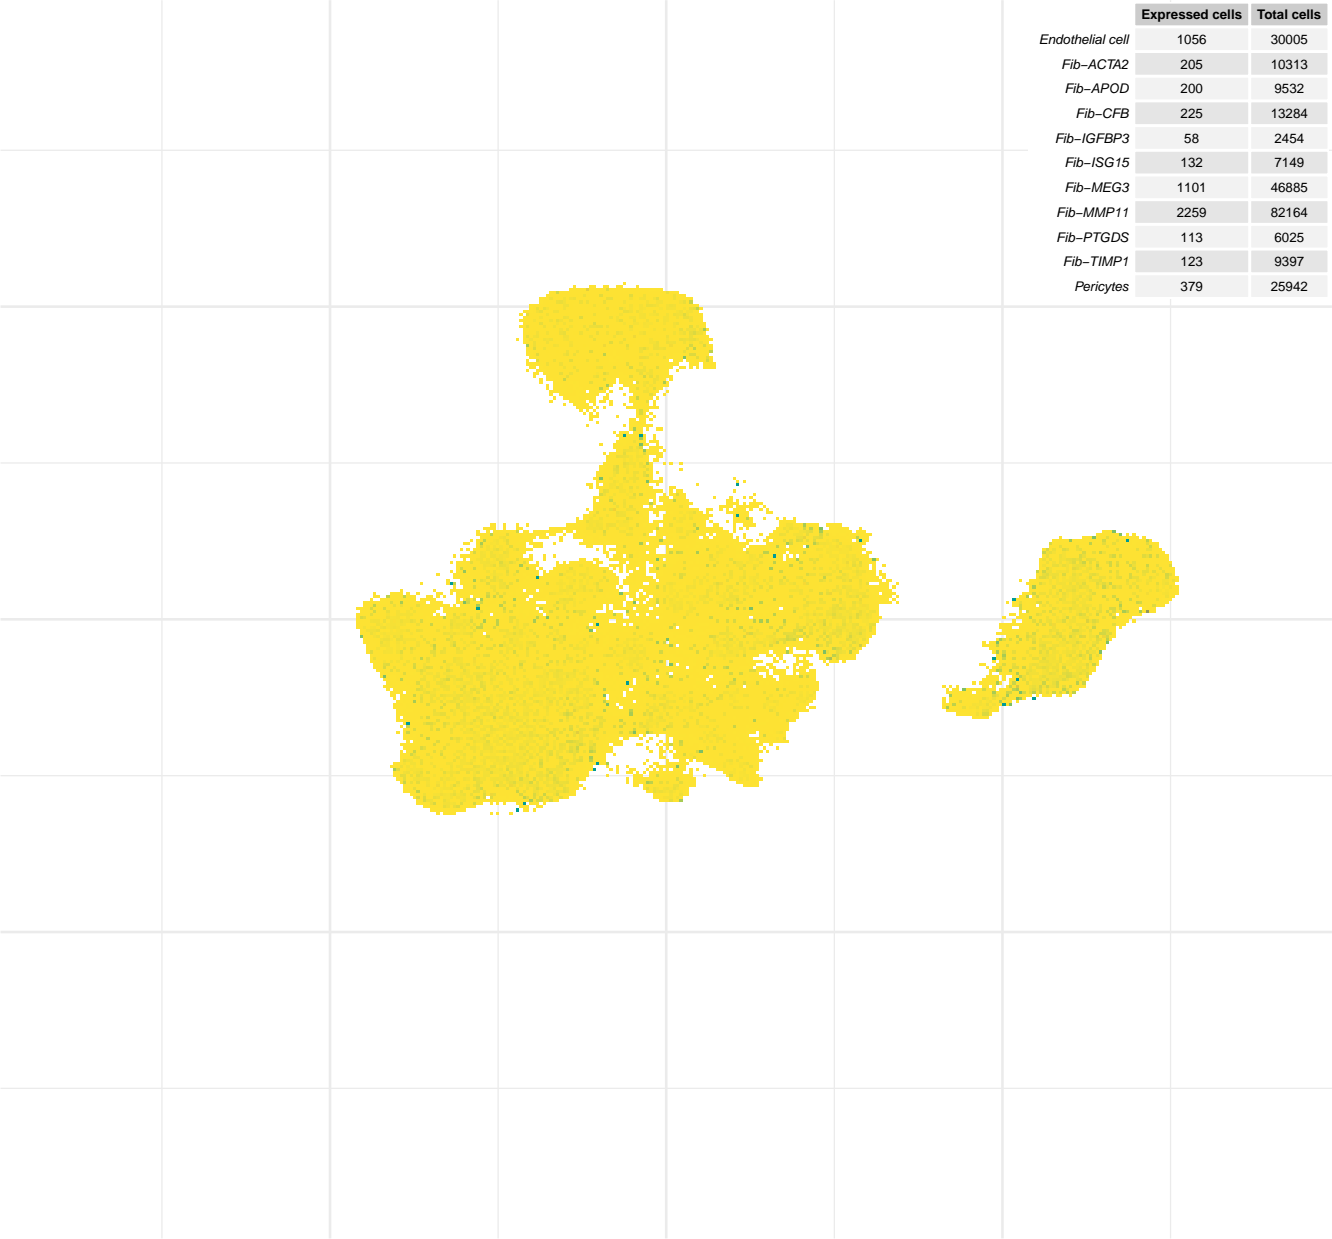 Expressed cells Total cells
Endothelial cell 1056 30005
Fib−ACTA2 205 10313
Fib−APOD 200 9532
Fib−CFB 225 13284
Fib−IGFBP3 58 2454
Fib−ISG15 132 7149
Fib−MEG3 1101 46885
Fib−MMP11 2259 82164
Fib−PTGDS 113 6025
Fib−TIMP1 123 9397
Pericytes 379 25942